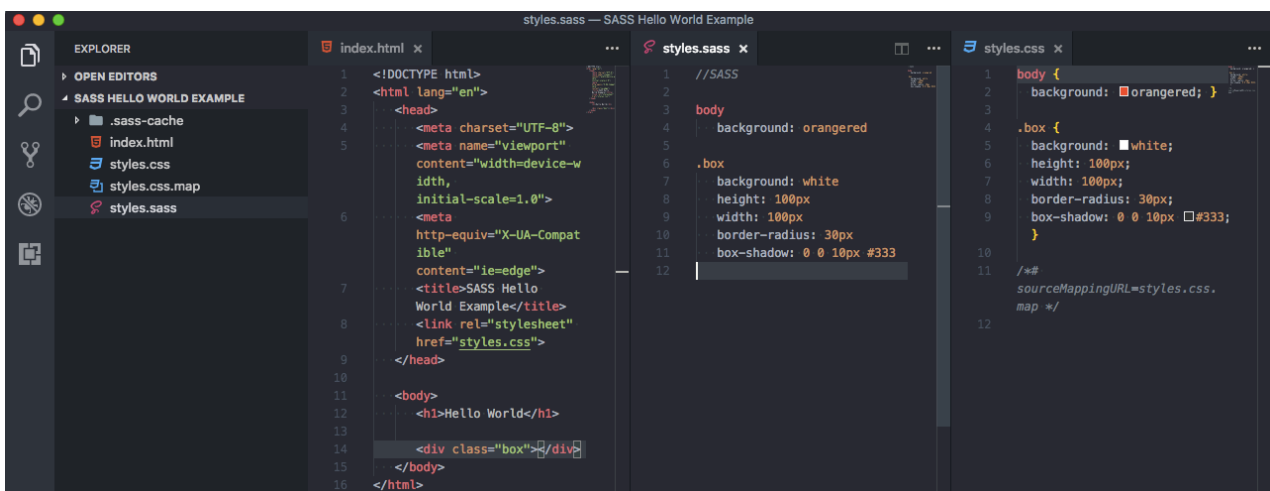 styles.sass — SASS Hello World Example
EXPLORER
OPEN EDITORS
SASS HELLO WORLD EXAMPLE
.sass-cache
index.html
styles.css
styles.css.map
styles.sass
index.html ×
1 <!DOCTYPE html>
2 <html lang="en">
3 <head>
4 <meta charset="UTF-8">
5 <meta name="viewport"
content="width=device-w
idth,
initial-scale=1.0">
6 <meta
http-equiv="X-UA-Compat
ible"
content="ie=edge">
7 <title>SASS Hello
World Example</title>
8 <link rel="stylesheet"
href="styles.css">
9 </head>
10
11 <body>
12 <h1>Hello World</h1>
13
14 <div class="box"></div>
15 </body>
16 </html>
styles.sass ×
1 //SASS
2
3 body
4 background: orangered
5
6 .box
7 background: white
8 height: 100px
9 width: 100px
10 border-radius: 30px
11 box-shadow: 0 0 10px #333
12
styles.css ×
1 body {
2 background: orangered; }
3
4 .box {
5 background: white;
6 height: 100px;
7 width: 100px;
8 border-radius: 30px;
9 box-shadow: 0 0 10px #333;
}
10
11 /*#
sourceMappingURL=styles.css.
map */
12